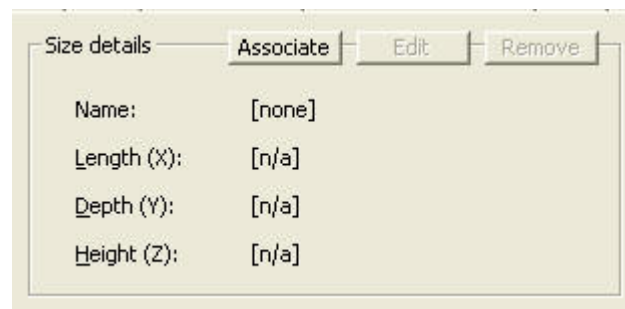 Size details Associate Edit Remove
Name: [none]
Length (X): [n/a]
Depth (Y): [n/a]
Height (Z): [n/a]